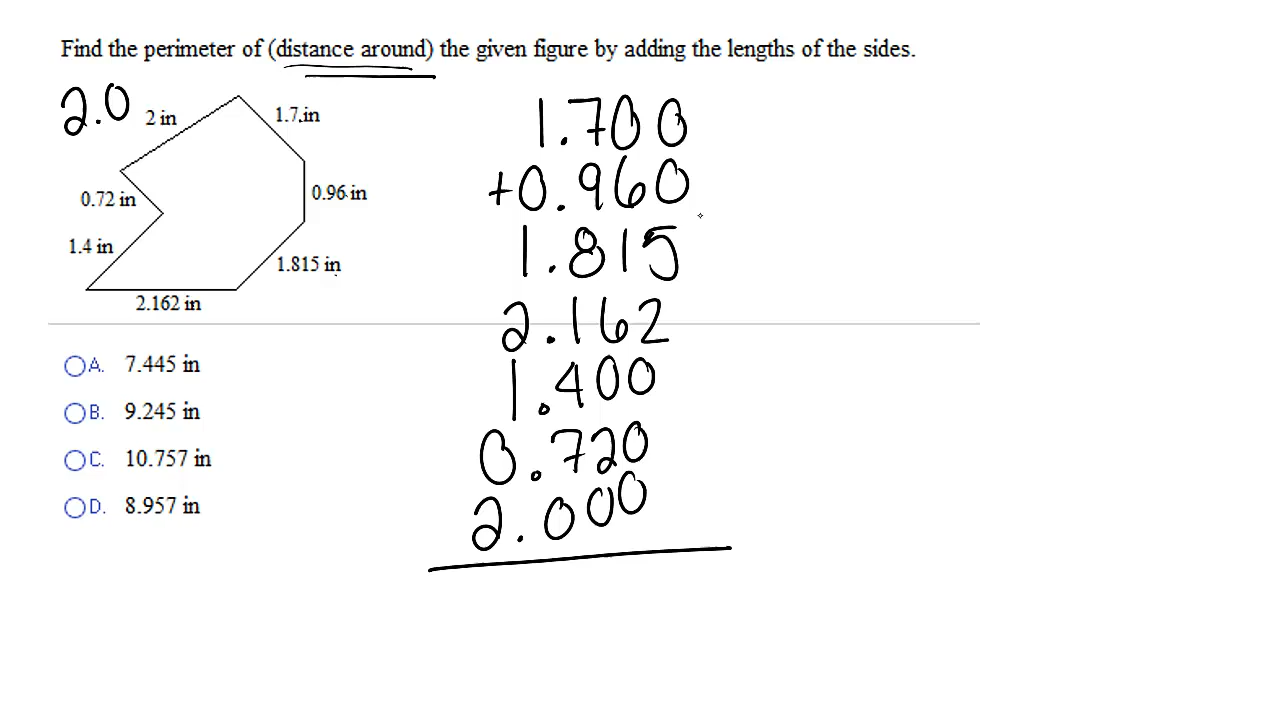 Find the perimeter of (distance around) the given figure by adding the lengths of the sides.
2.0
2 in
1.7 in
0.72 in
0.96 in
1.4 in
1.815 in
2.162 in
1.700
+0.960
1.815
2.162
1.400
0.720
2.000
A. 7.445 in
B. 9.245 in
C. 10.757 in
D. 8.957 in